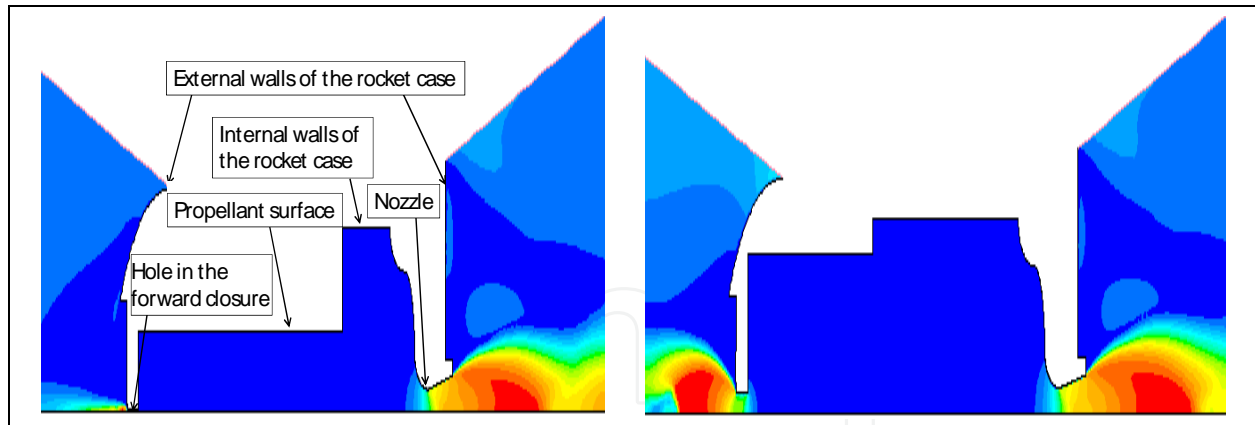 External walls of the rocket case
Internal walls of
the rocket case
Propellant surface
Nozzle
Hole in the
forward closure